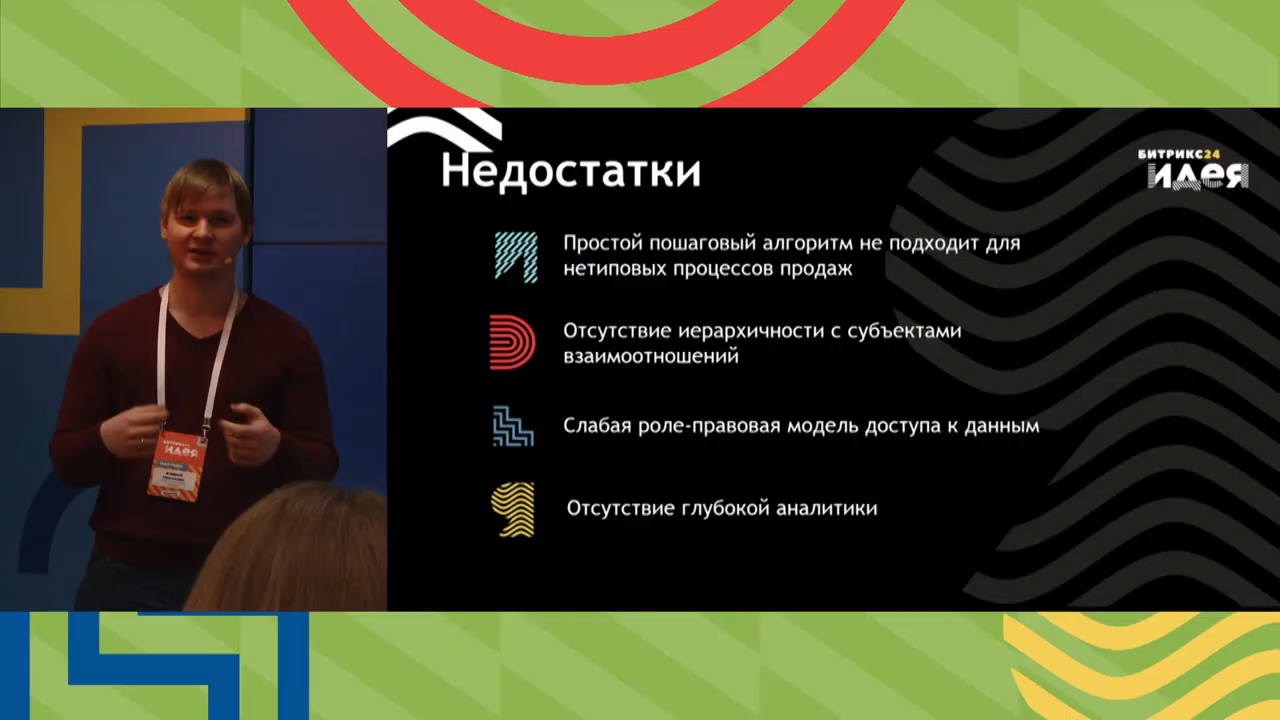 Недостатки
БИТРИКС24
идея
Простой пошаговый алгоритм не подходит для
нетиповых процессов продаж
Отсутствие иерархичности с субъектами
взаимоотношений
Слабая роле-правовая модель доступа к данным
Отсутствие глубокой аналитики
идея